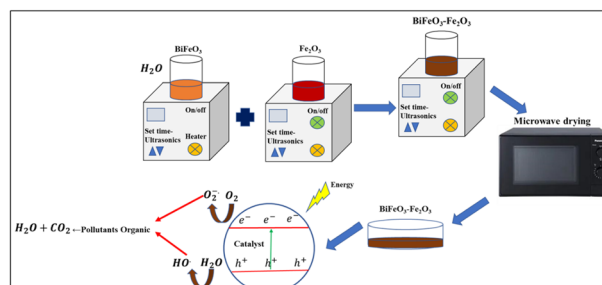 BiFeO₃
H₂O
On/off
Set time-
Ultrasonics
Heater
Fe₂O₃
On/off
Set time-
Ultrasonics
BiFeO₃-Fe₂O₃
On/off
Set time-
Ultrasonics
Microwave drying
BiFeO₃-Fe₂O₃
Energy
O₂⁻· O₂
e⁻ e⁻ e⁻
Catalyst
h⁺ h⁺ h⁺
HO· H₂O
H₂O + CO₂ ←Pollutants Organic